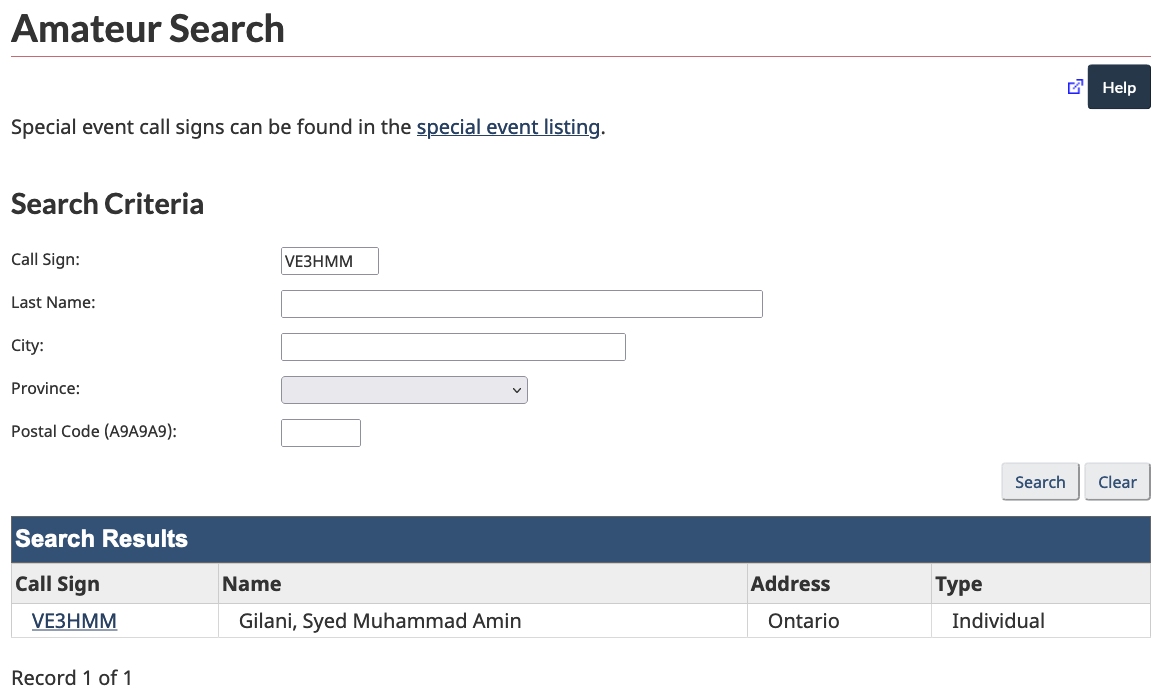 Amateur Search
Help
Special event call signs can be found in the special event listing.
Search Criteria
Call Sign: VE3HMM
Last Name:
City:
Province:
Postal Code (A9A9A9):
Search Clear
Search Results
Call Sign Name Address Type
VE3HMM Gilani, Syed Muhammad Amin Ontario Individual
Record 1 of 1